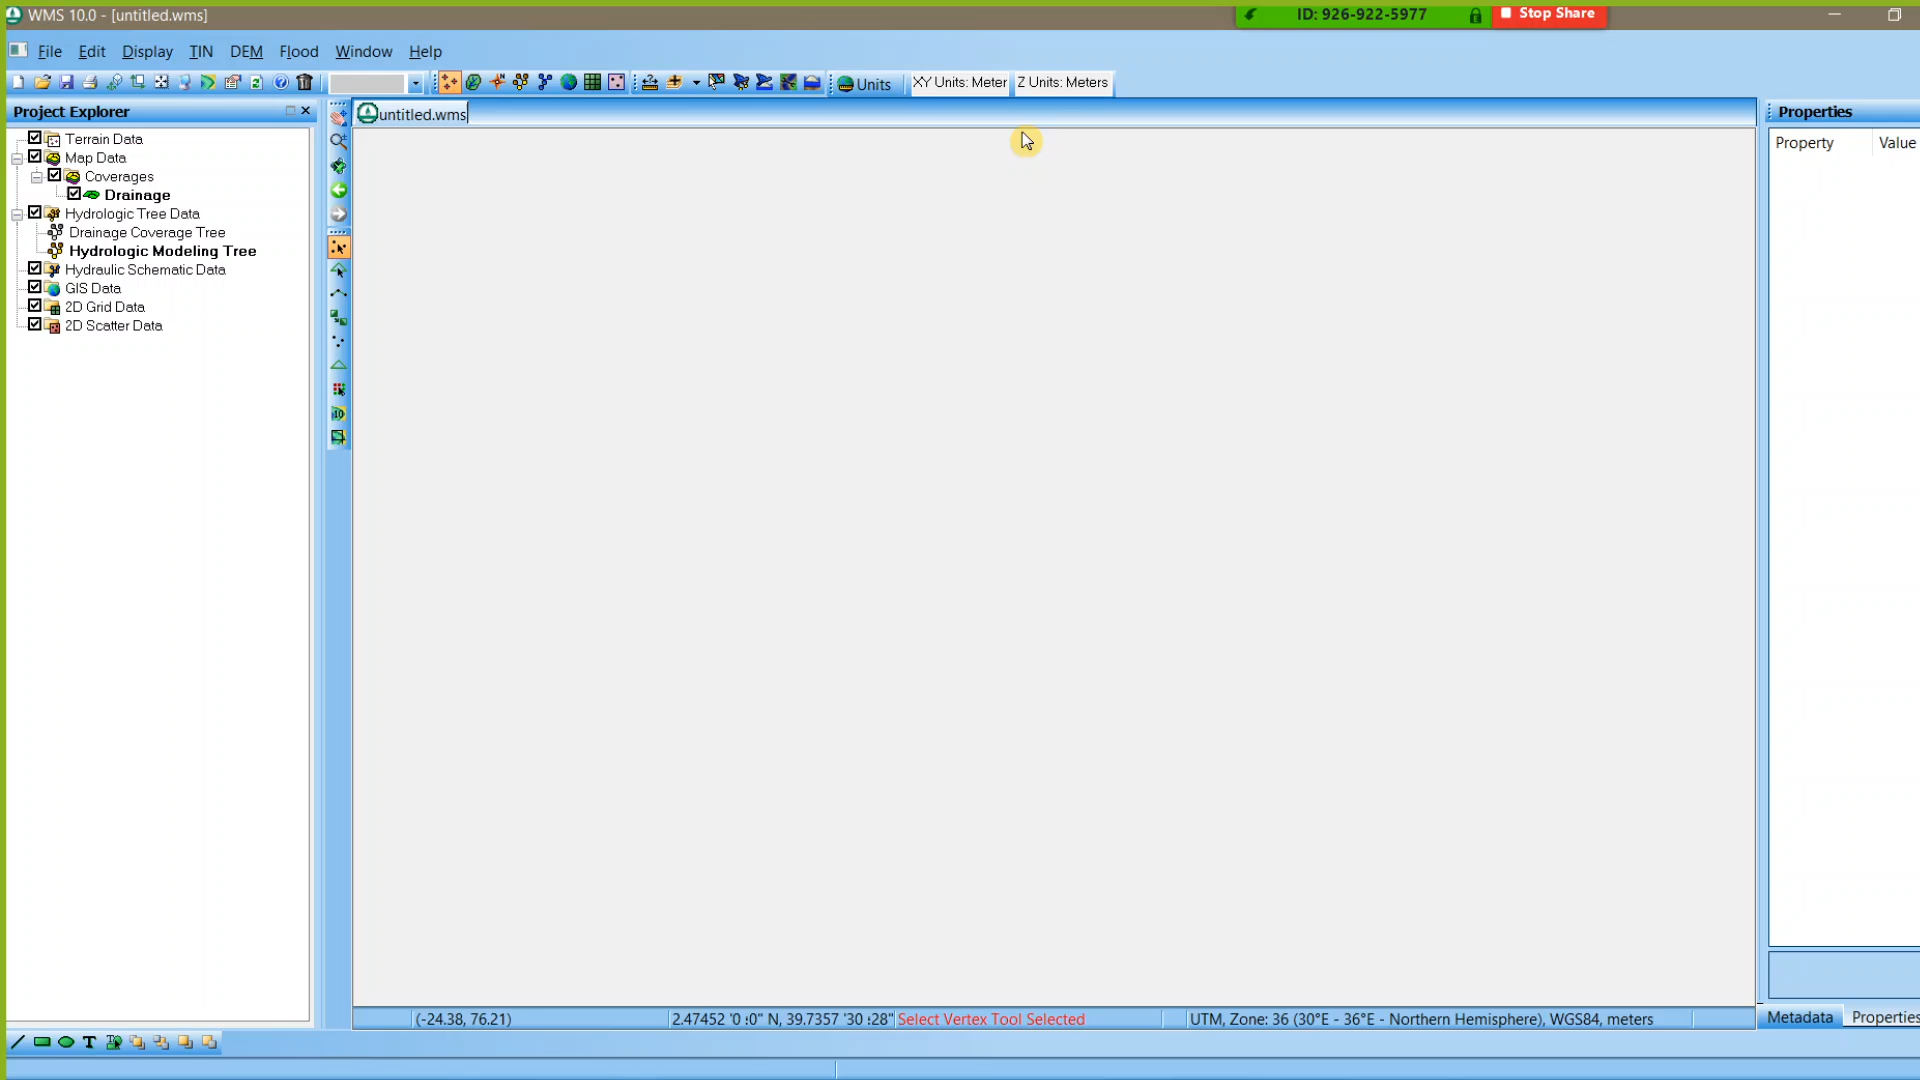 WMS 10.0 - [untitled.wms]
ID: 926-922-5977
Stop Share
File Edit Display TIN DEM Flood Window Help
Units
XY Units: Meter
Z Units: Meters
Project Explorer
untitled.wms
Properties
Terrain Data
Property
Value
Map Data
Coverages
Drainage
Hydrologic Tree Data
Drainage Coverage Tree
Hydrologic Modeling Tree
Hydraulic Schematic Data
GIS Data
2D Grid Data
2D Scatter Data
(-24.38, 76.21)
2.47452 '0 :0" N, 39.7357 '30 :28"
Select Vertex Tool Selected
UTM, Zone: 36 (30°E - 36°E - Northern Hemisphere), WGS84, meters
Metadata
Properties